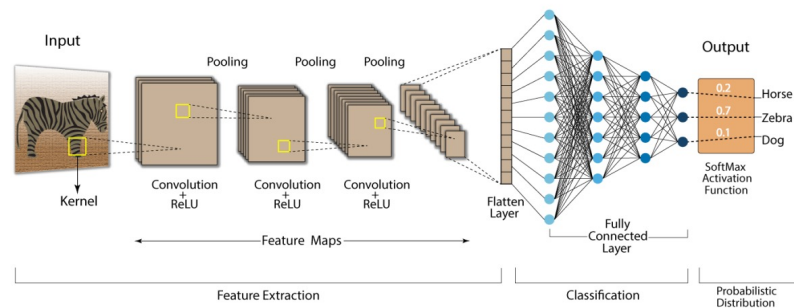 Input
Kernel
Pooling
Pooling
Pooling
Convolution
+
ReLU
Convolution
+
ReLU
Convolution
+
ReLU
Feature Maps
Flatten
Layer
Fully
Connected
Layer
Output
0.2
0.7
0.1
Horse
Zebra
Dog
SoftMax
Activation
Function
Feature Extraction
Classification
Probabilistic
Distribution